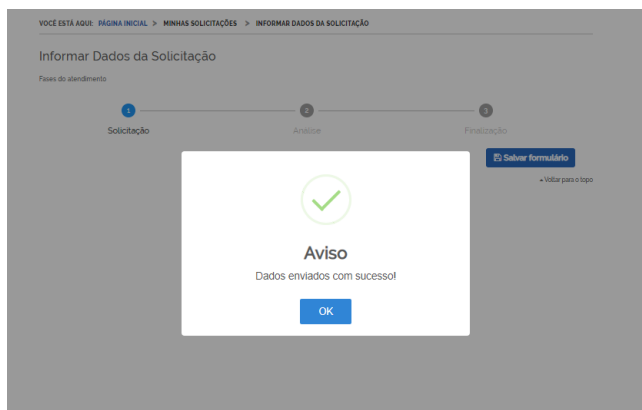 VOCÊ ESTÁ AQUI: PÁGINA INICIAL > MINHAS SOLICITAÇÕES > INFORMAR DADOS DA SOLICITAÇÃO
Informar Dados da Solicitação
Fases do atendimento
1 2 3
Solicitação Análise Finalização
Salvar formulário
Voltar para o topo
Aviso
Dados enviados com sucesso!
OK